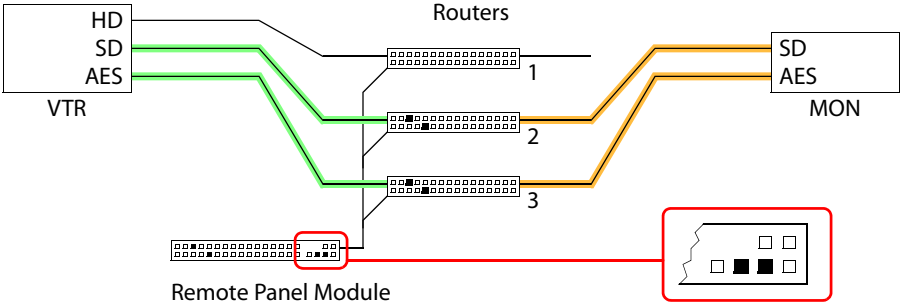 Routers
HD
SD
AES
VTR
1
2
3
SD
AES
MON
Remote Panel Module